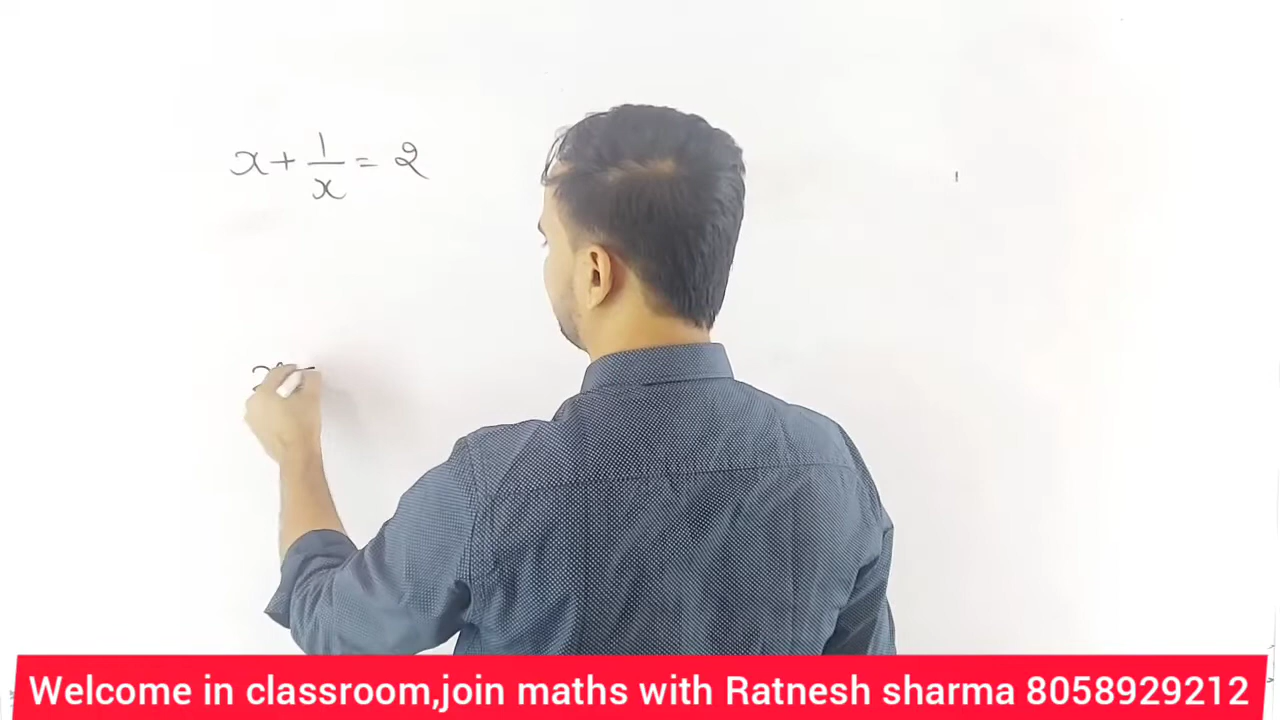 x + 1/x = 2
Welcome in classroom,join maths with Ratnesh sharma 8058929212